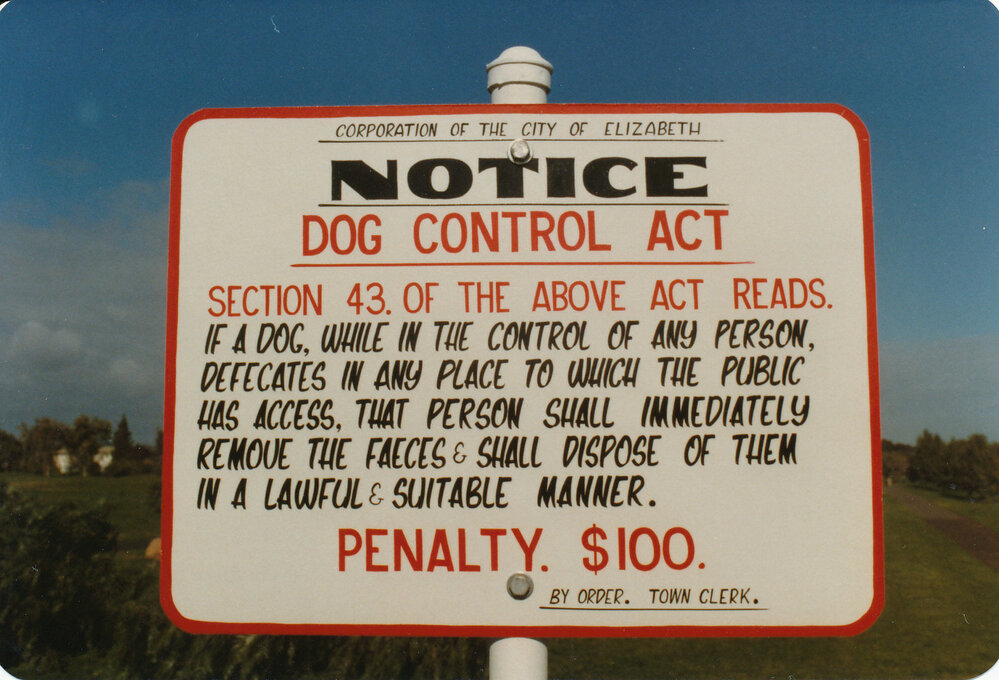 CORPORATION OF THE CITY OF ELIZABETH
NOTICE
DOG CONTROL ACT
SECTION 43. OF THE ABOVE ACT READS.
IF A DOG, WHILE IN THE CONTROL OF ANY PERSON,
DEFECATES IN ANY PLACE TO WHICH THE PUBLIC
HAS ACCESS, THAT PERSON SHALL IMMEDIATELY
REMOVE THE FAECES & SHALL DISPOSE OF THEM
IN A LAWFUL & SUITABLE MANNER.
PENALTY. $100.
BY ORDER. TOWN CLERK.